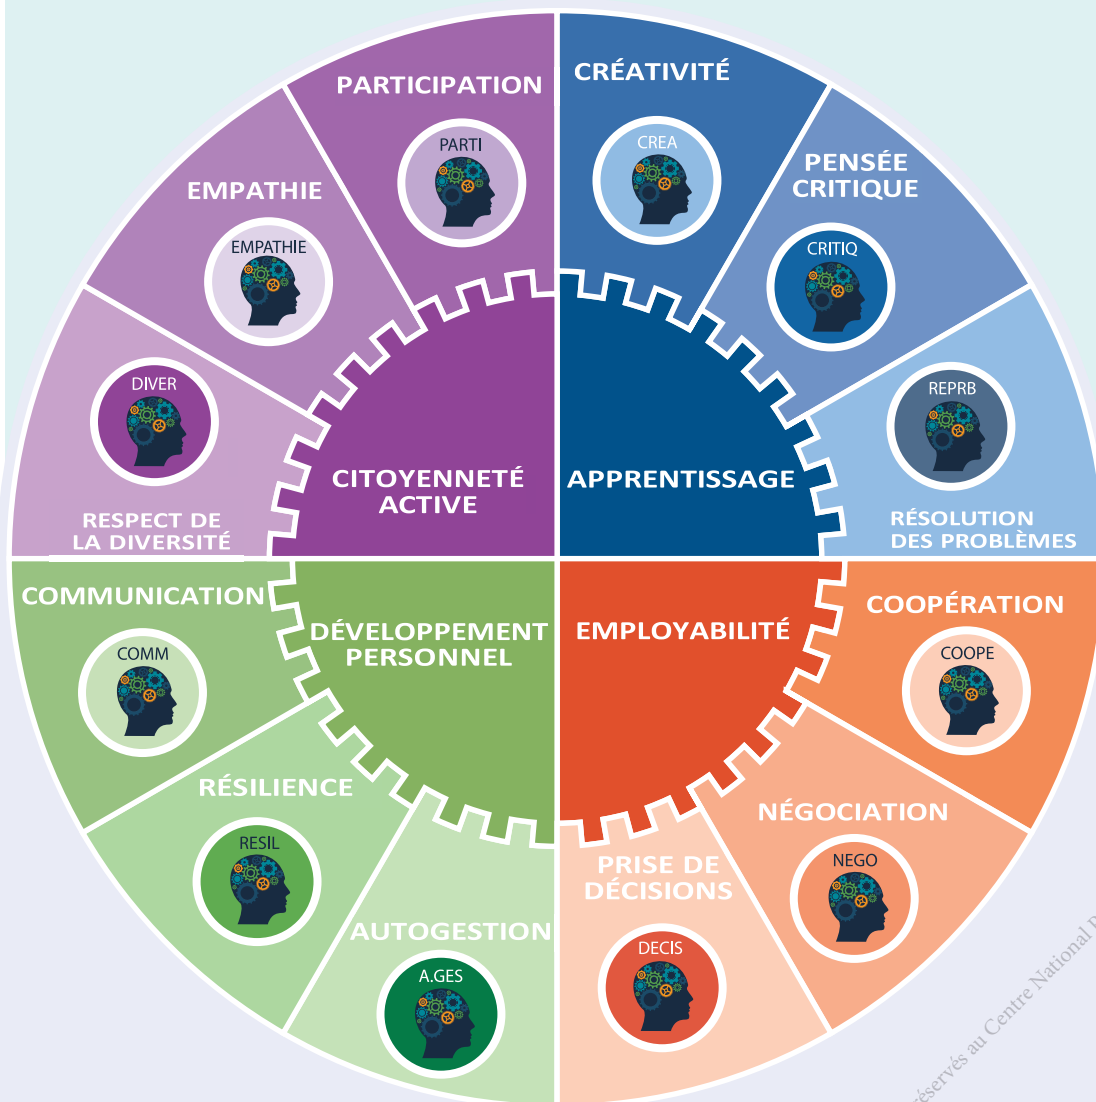 PARTICIPATION
PARTI
CRÉATIVITÉ
CREA
PENSÉE
CRITIQUE
CRITIQ
EMPATHIE
EMPATHIE
DIVER
RESPECT DE
LA DIVERSITÉ
REPRB
RÉSOLUTION
DES PROBLÈMES
CITOYENNETÉ
ACTIVE
APPRENTISSAGE
DÉVELOPPEMENT
PERSONNEL
EMPLOYABILITÉ
COMMUNICATION
COMM
COOPÉRATION
COOPE
RÉSILIENCE
RESIL
NÉGOCIATION
NEGO
AUTOGESTION
A.GES
PRISE DE
DÉCISIONS
DECIS
réservés au Centre National